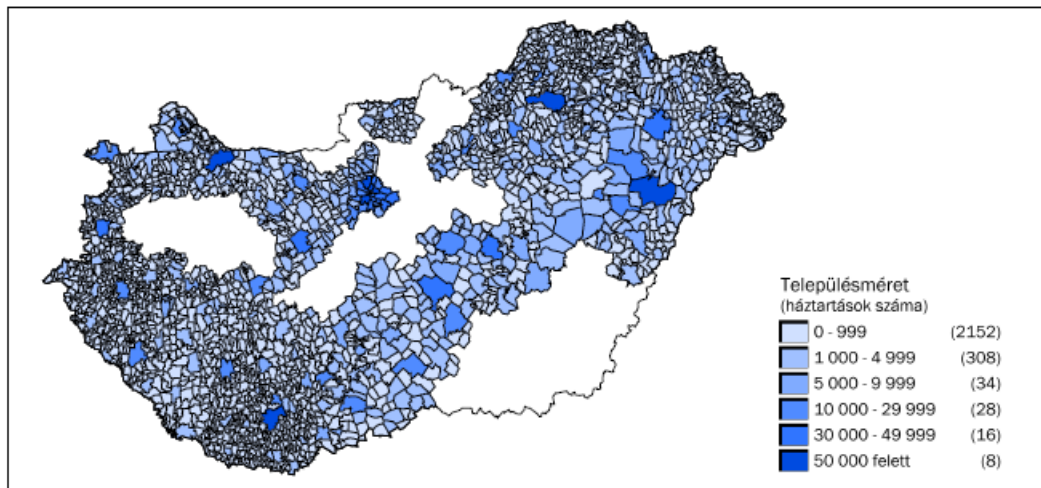 Településméret
(háztartások száma)
0 - 999 (2152)
1 000 - 4 999 (308)
5 000 - 9 999 (34)
10 000 - 29 999 (28)
30 000 - 49 999 (16)
50 000 felett (8)